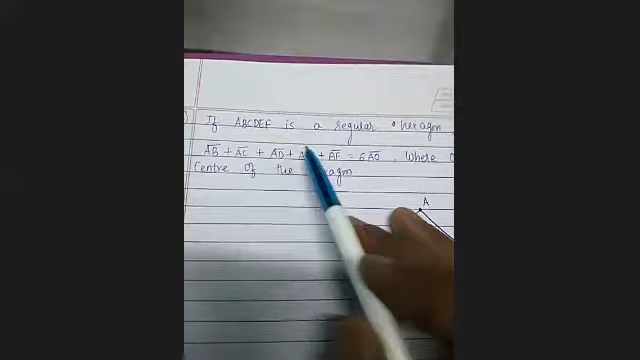 If ABCDEF is a regular hexagon
AB + AC + AD + + AF = 6AO , Where
Centre of the
A